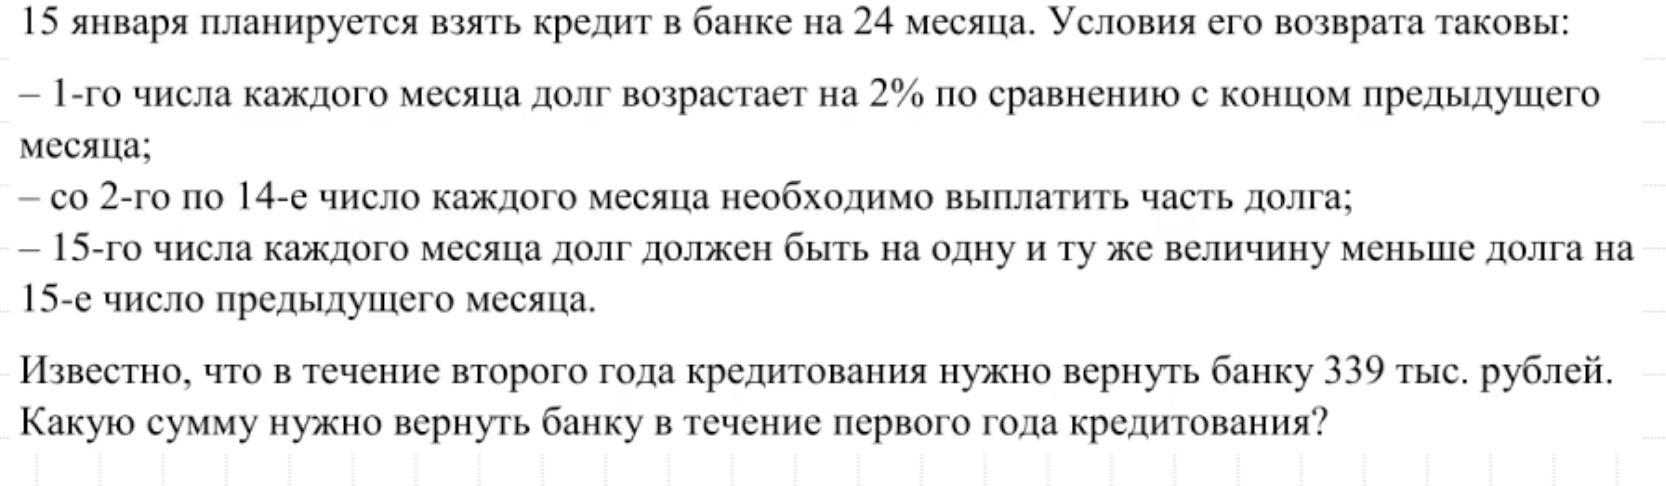 15 января планируется взять кредит в банке на 24 месяца. Условия его возврата таковы:
– 1-го числа каждого месяца долг возрастает на 2% по сравнению с концом предыдущего
месяца;
– со 2-го по 14-е число каждого месяца необходимо выплатить часть долга;
– 15-го числа каждого месяца долг должен быть на одну и ту же величину меньше долга на
15-е число предыдущего месяца.
Известно, что в течение второго года кредитования нужно вернуть банку 339 тыс. рублей.
Какую сумму нужно вернуть банку в течение первого года кредитования?